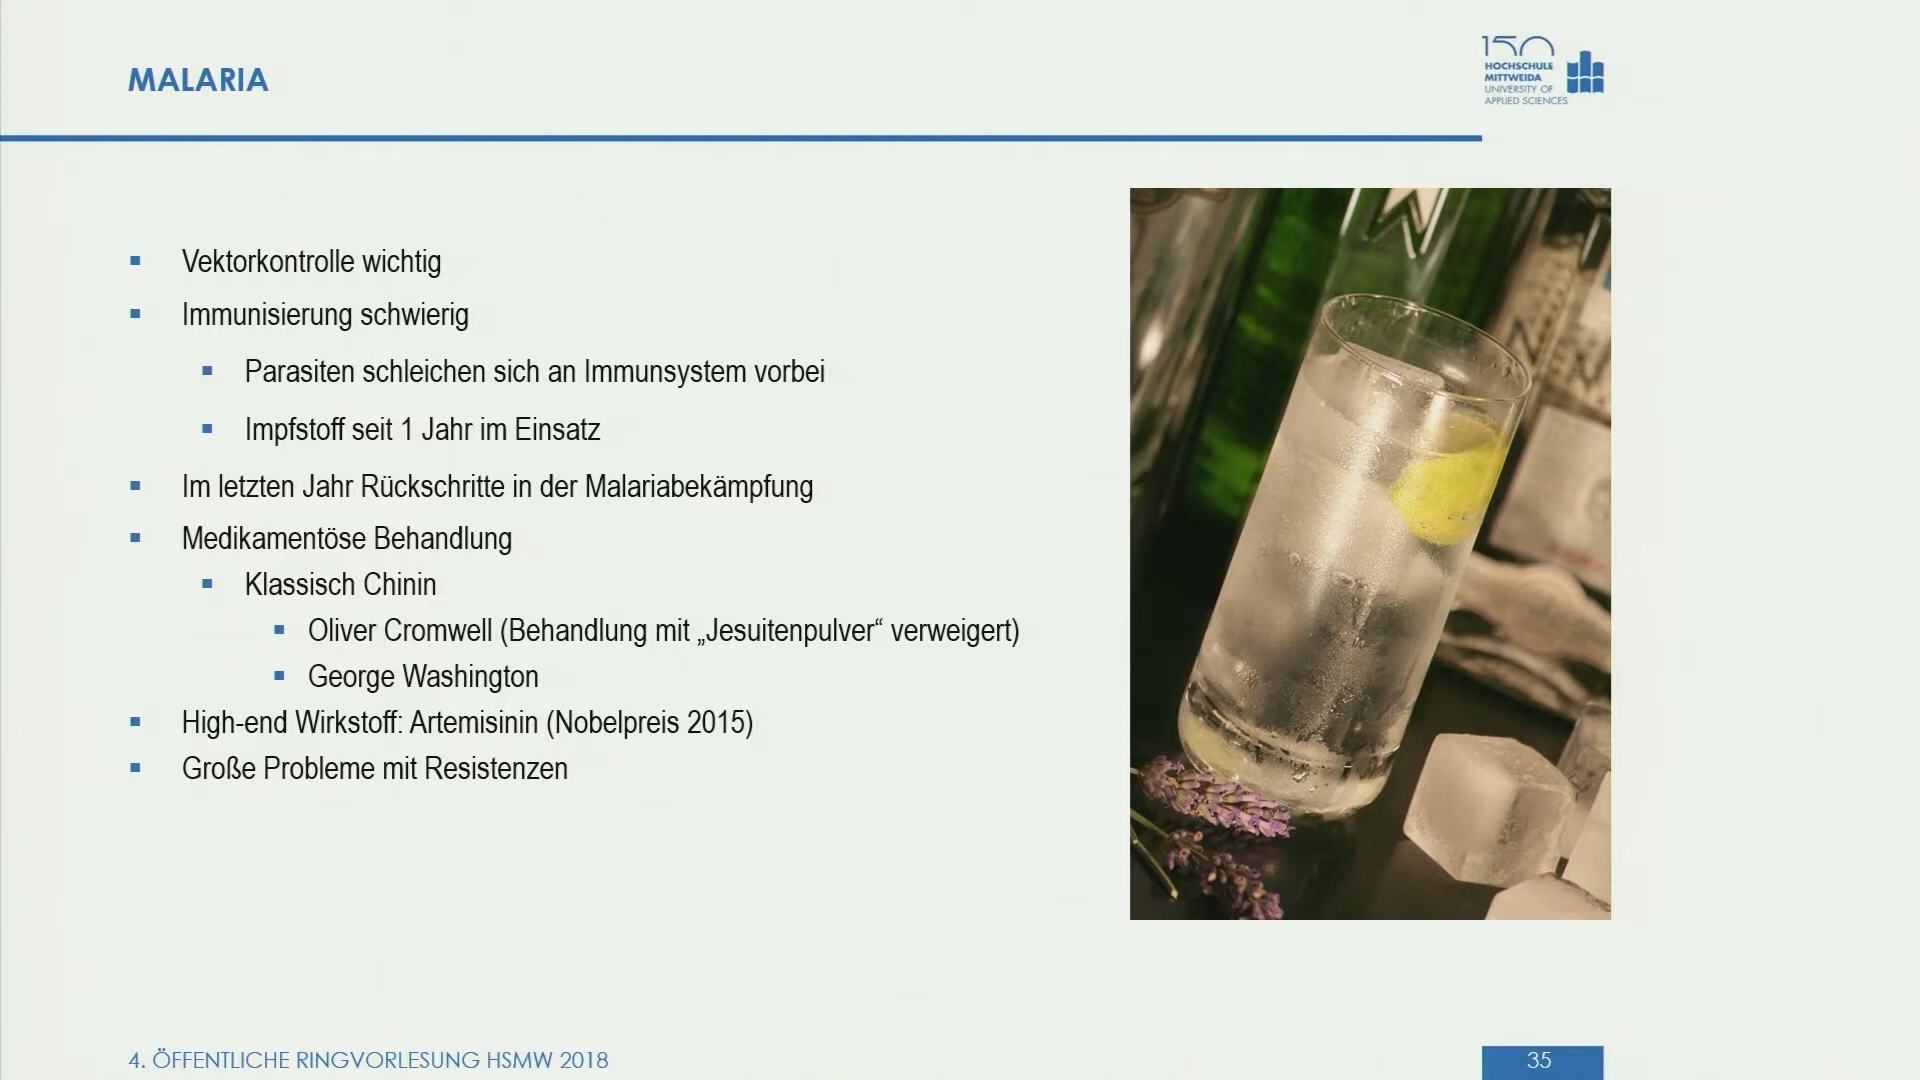 MALARIA
150
HOCHSCHULE
MITTWEIDA
UNIVERSITY OF
APPLIED SCIENCES
Vektorkontrolle wichtig
Immunisierung schwierig
Parasiten schleichen sich an Immunsystem vorbei
Impfstoff seit 1 Jahr im Einsatz
Im letzten Jahr Rückschritte in der Malariabekämpfung
Medikamentöse Behandlung
Klassisch Chinin
Oliver Cromwell (Behandlung mit „Jesuitenpulver“ verweigert)
George Washington
High-end Wirkstoff: Artemisinin (Nobelpreis 2015)
Große Probleme mit Resistenzen
4. ÖFFENTLICHE RINGVORLESUNG HSMW 2018
35